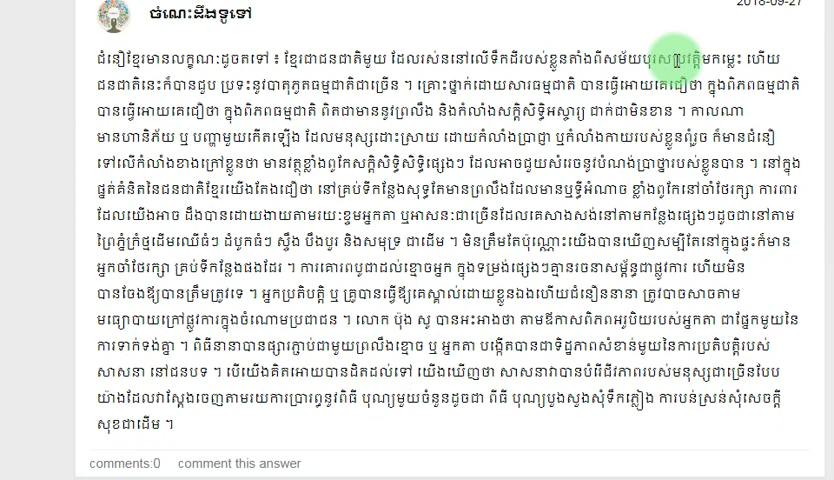 2018-09-27
ចំណេះដឹងទូទៅ
ជំនឿខ្មែរមានលក្ខណៈដូចតទៅ ៖ ខ្មែរជាជនជាតិមួយ ដែលរស់នៅលើទឹកដីរបស់ខ្លួនតាំងពីសម័យបុរេសប្រវត្តិមកម្លេះ ហើយ
ជនជាតិនេះក៏បានជួប ប្រទះនូវបាតុភូតធម្មជាតិជាច្រើន ។ គ្រោះថ្នាក់ដោយសារធម្មជាតិ បានធ្វើអោយគេជឿថា ក្នុងពិភពធម្មជាតិ
បានធ្វើអោយគេជឿថា ក្នុងពិភពធម្មជាតិ ពិតជាមាននូវព្រលឹង និងកំលាំងសក្តិសិទ្ធិអស្ចារ្យ ជាក់ជាមិនខាន ។ កាលណា
មានហានិភ័យ ឬ បញ្ហាមួយកើតឡើង ដែលមនុស្សដោះស្រាយ ដោយកំលាំងប្រាជ្ញា ឬកំលាំងកាយរបស់ខ្លួនពុំរួច ក៏មានជំនឿ
ទៅលើកំលាំងខាងក្រៅខ្លួនថា មានវត្ថុខ្លាំងពូកែសក្តិសិទ្ធិសិទ្ធិផ្សេងៗ ដែលអាចជួយសំរេចនូវបំណងប្រាថ្នារបស់ខ្លួនបាន ។ នៅក្នុង
ផ្នត់គំនិតនៃជនជាតិខ្មែរយើងតែងជឿថា នៅគ្រប់ទីកន្លែងសុទ្ធតែមានព្រលឹងដែលមានឬទ្ធីអំណាច ខ្លាំងពូកែនៅចាំថែរក្សា ការពារ
ដែលយើងអាច ដឹងបានដោយងាយតាមរយៈខ្ទមអ្នកតា ឬអាសនៈជាច្រើនដែលគេសាងសង់នៅតាមកន្លែងផ្សេងៗដូចជានៅតាម
ព្រៃភ្នំក្រំថ្មដើមឈើធំៗ ដំបូកធំៗ ស្ទឹង បឹងបួរ និងសមុទ្រ ជាដើម ។ មិនត្រឹមតែប៉ុណ្ណោះយើងបានឃើញសម្បីតែនៅក្នុងផ្ទះក៏មាន
អ្នកចាំថែរក្សា គ្រប់ទីកន្លែងផងដែរ ។ ការគោរពបូជាដល់ខ្មោចអ្នក ក្នុងទម្រង់ផ្សេងៗគ្មានរចនាសម្ព័ន្ធជាផ្លូវការ ហើយមិន
បានចែងឱ្យបានត្រឹមត្រូវទេ ។ អ្នកប្រតិបត្តិ ឬ គ្រូបានធ្វើឱ្យគេស្គាល់ដោយខ្លួនឯងហើយជំនឿននានា ត្រូវបាចសាចតាម
មធ្យោបាយក្រៅផ្លូវការក្នុងចំណោមប្រជាជន ។ លោក ប៉ុង សូ បានអះអាងថា តាមឱកាសពិភពអរូបិយរបស់អ្នកតា ជាផ្នែកមួយនៃ
ការទាក់ទងគ្នា ។ ពិធីនានាបានផ្សារភ្ជាប់ជាមួយព្រលឹងខ្មោច ឬ អ្នកតា បង្កើតបានជាទិដ្ឋភាពសំខាន់មួយនៃការប្រតិបត្តិរបស់
សាសនា នៅជនបទ ។ បើយើងគិតអោយបានដិតដល់ទៅ យើងឃើញថា សាសនាវាបានបំរើជីវភាពរបស់មនុស្សជាច្រើនបែប
យ៉ាងដែលវាស្តែងចេញតាមរយការប្រារព្ធនូវពិធី បុណ្យមួយចំនួនដូចជា ពីធី បុណ្យបួងសួងសុំទឹកភ្លៀង ការបន់ស្រន់សុំសេចក្តី
សុខជាដើម ។
comments:0 comment this answer